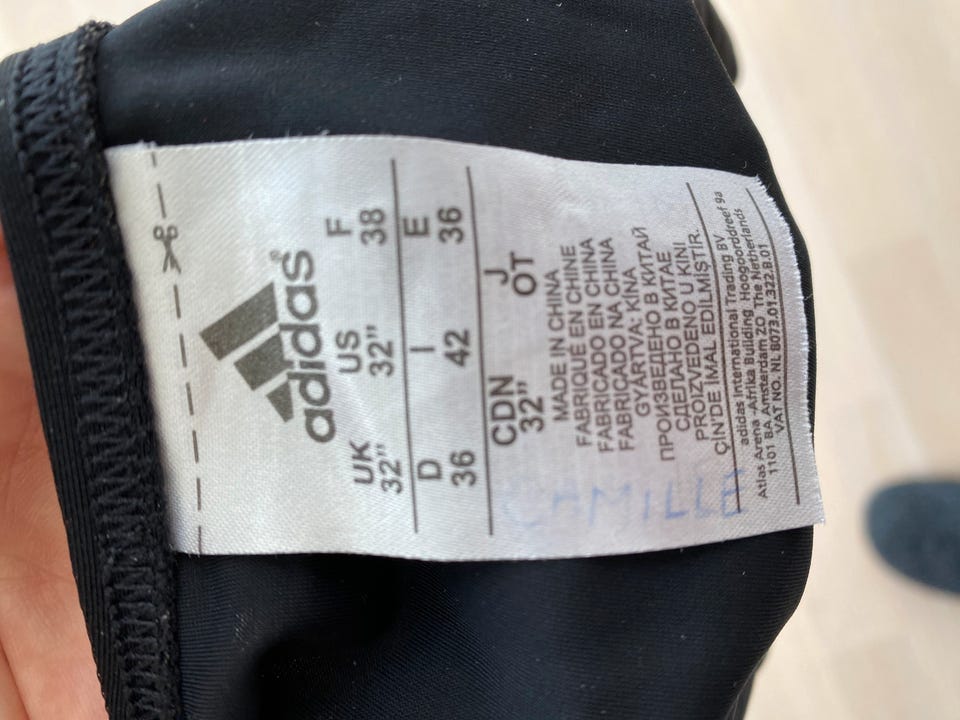 adidas®
UK US F
32" 32" 38
D I E
36 42 36
CDN J
32" OT
MADE IN CHINA
FABRIQUÉ EN CHINE
FABRICADO EN CHINA
FABRICADO NA CHINA
GYÁRTVA: KÍNA
ПРОИЗВЕДЕНО В КИТАЙ
СДЕЛАНО В КИТАЕ
PROIZVEDENO U KINI
ÇİN'DE İMAL EDİLMİŞTİR.
CAMILLE
adidas International Trading BV
Atlas Arena -Afrika Building, Hoogoorddreef 9a
1101 BA Amsterdam ZO, The Netherlands
VAT NO. NL 8073.01.322.B.01